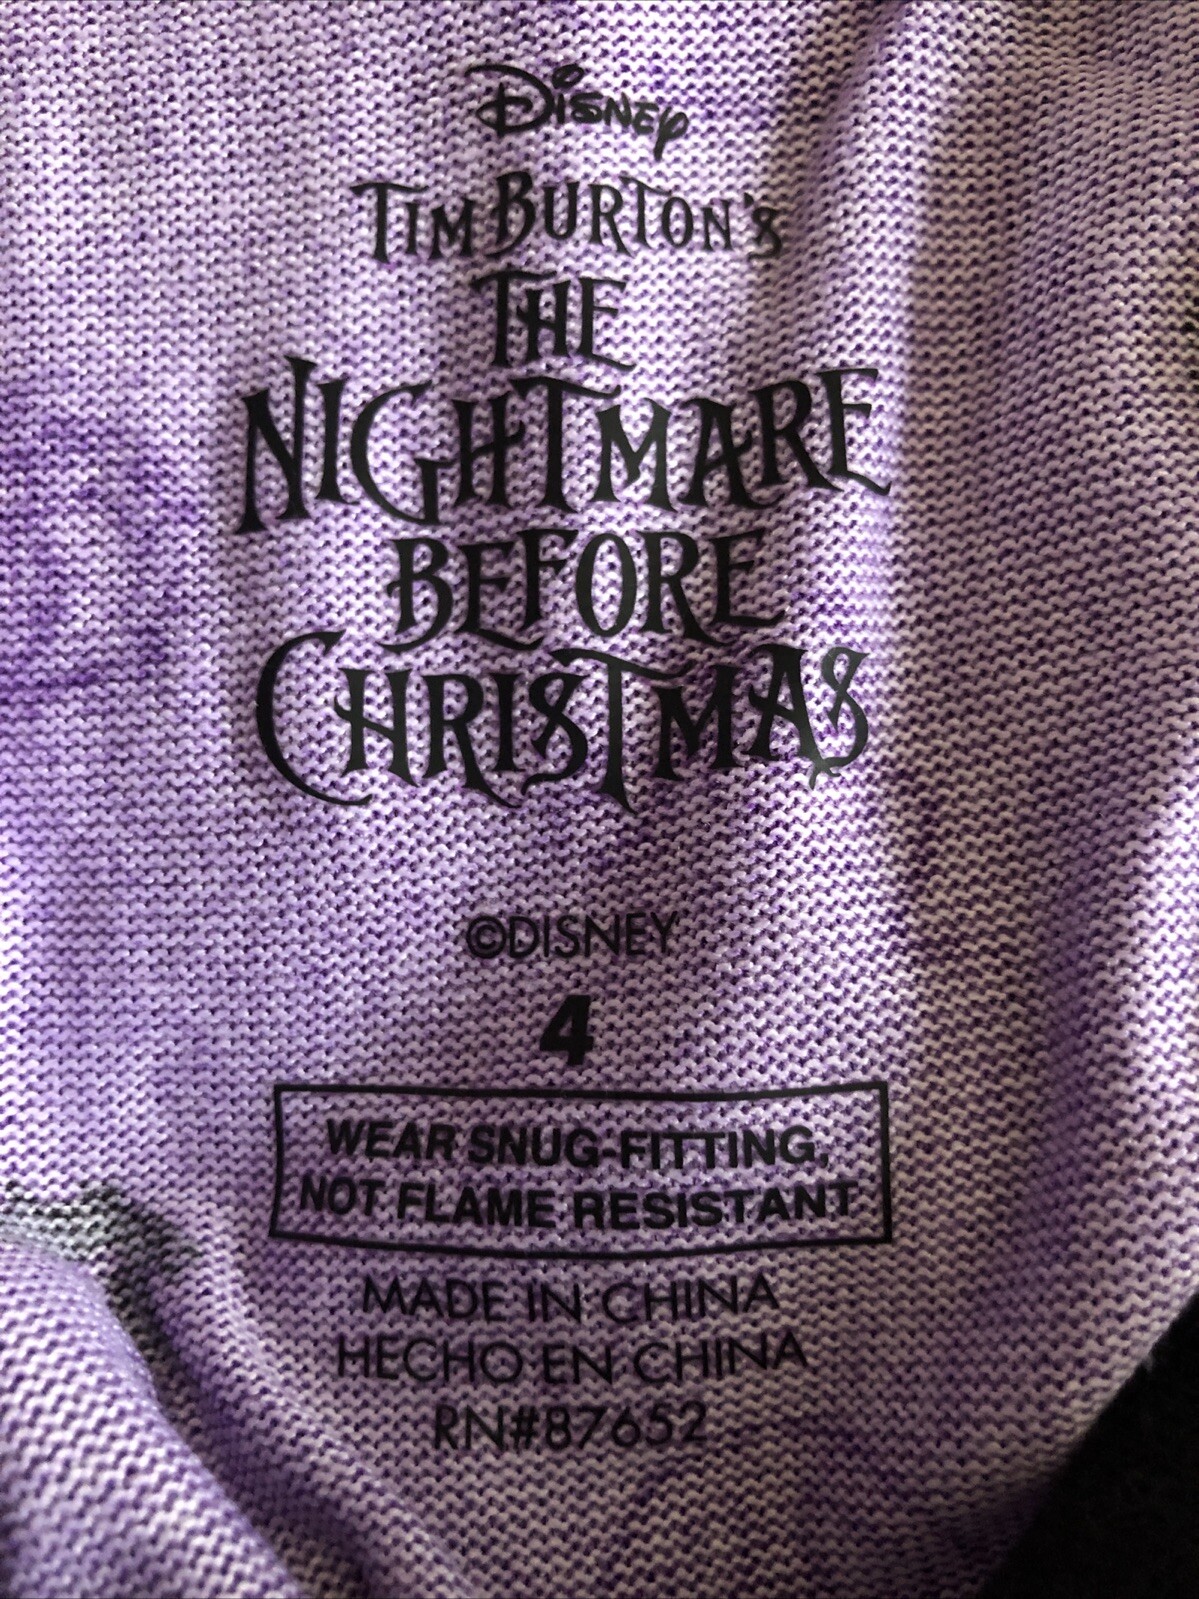 Disney
TIM BURTON'S
THE
NIGHTMARE
BEFORE
CHRISTMAS
©DISNEY
4
WEAR SNUG-FITTING,
NOT FLAME RESISTANT
MADE IN CHINA
HECHO EN CHINA
RN#87652